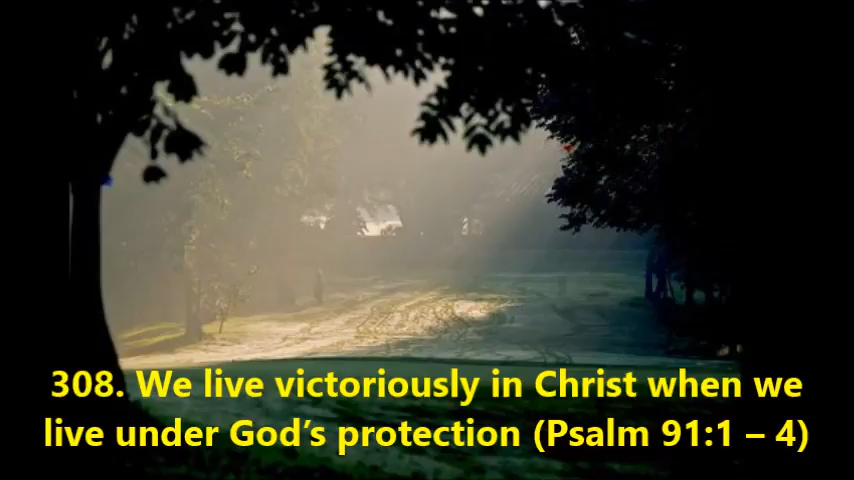 308. We live victoriously in Christ when we
live under God’s protection (Psalm 91:1 – 4)